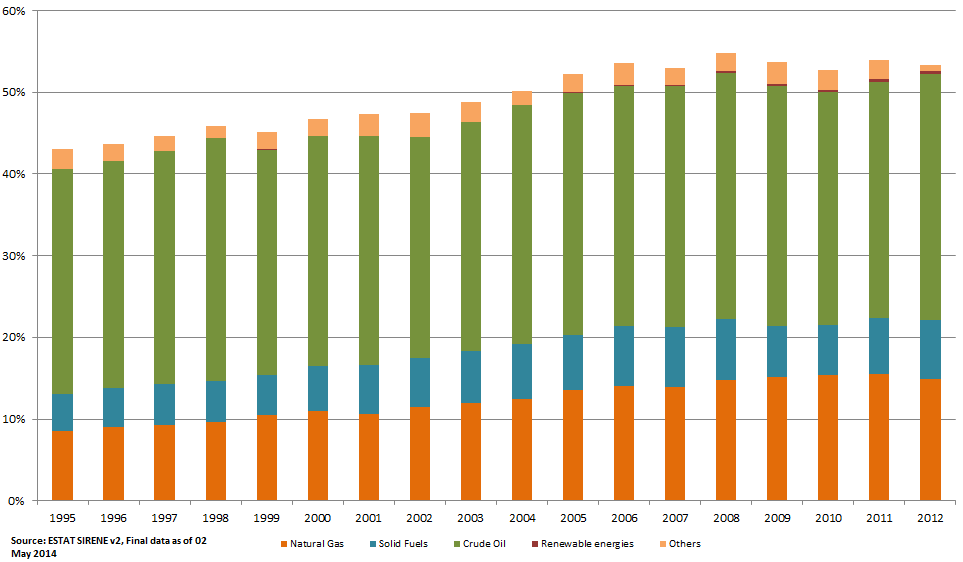 60%
50%
40%
30%
20%
10%
0%
1995 1996 1997 1998 1999 2000 2001 2002 2003 2004 2005 2006 2007 2008 2009 2010 2011 2012
Source: ESTAT SIRENE v2, Final data as of 02
May 2014
Natural Gas Solid Fuels Crude Oil Renewable energies Others